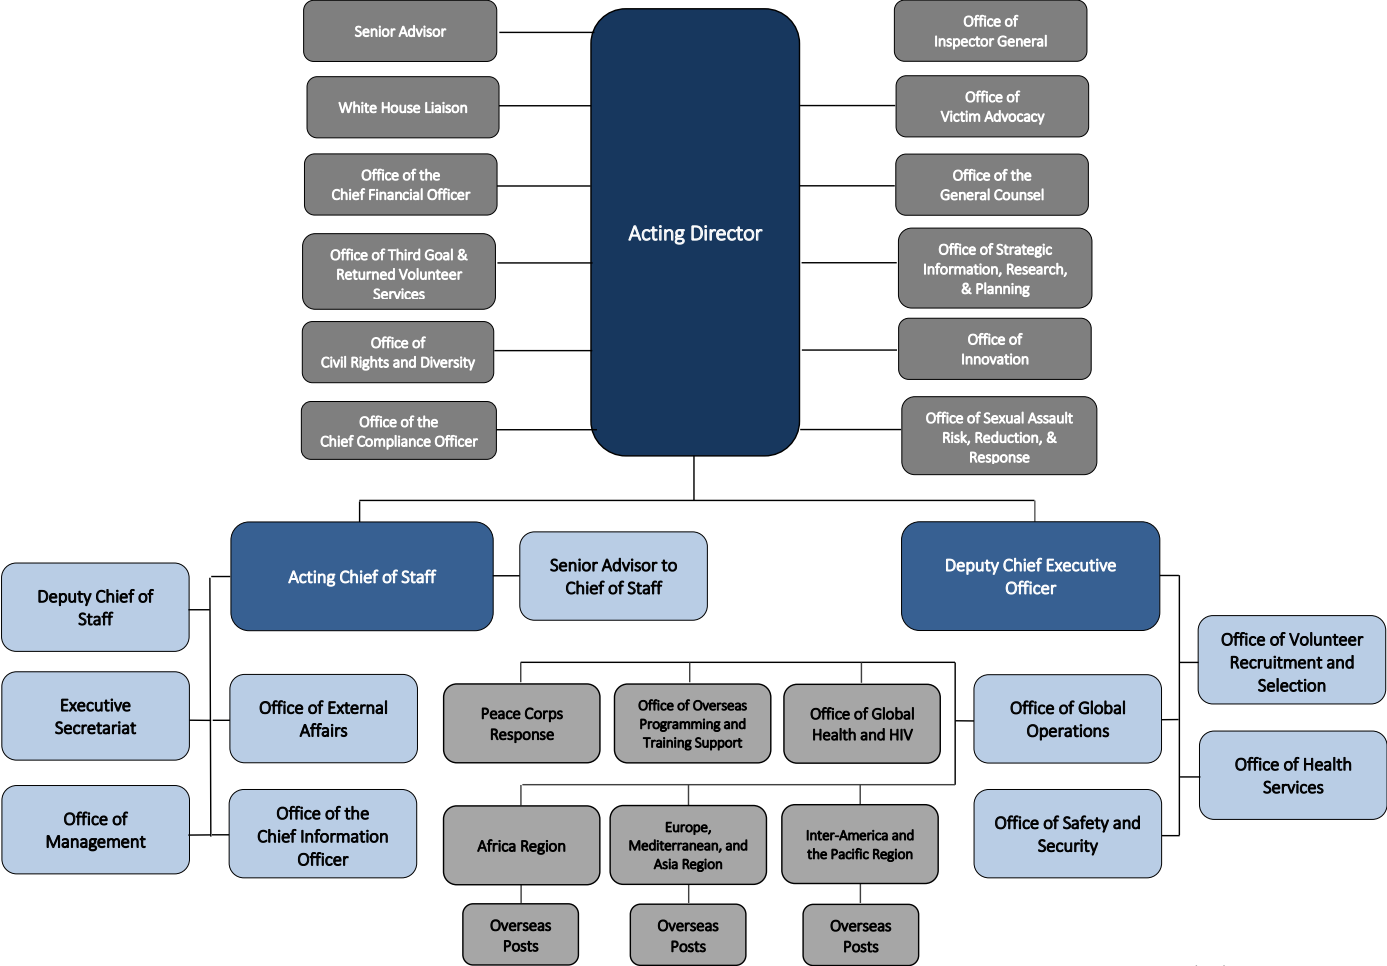 Senior Advisor
White House Liaison
Office of the
Chief Financial Officer
Office of Third Goal &
Returned Volunteer
Services
Office of
Civil Rights and Diversity
Office of the
Chief Compliance Officer
Acting Director
Office of
Inspector General
Office of
Victim Advocacy
Office of the
General Counsel
Office of Strategic
Information, Research,
& Planning
Office of
Innovation
Office of Sexual Assault
Risk, Reduction, &
Response
Acting Chief of Staff
Senior Advisor to
Chief of Staff
Deputy Chief Executive
Officer
Deputy Chief of
Staff
Executive
Secretariat
Office of External
Affairs
Office of
Management
Office of the
Chief Information
Officer
Peace Corps
Response
Office of Overseas
Programming and
Training Support
Office of Global
Health and HIV
Office of Global
Operations
Office of Volunteer
Recruitment and
Selection
Office of Health
Services
Office of Safety and
Security
Africa Region
Europe,
Mediterranean, and
Asia Region
Inter-America and
the Pacific Region
Overseas
Posts
Overseas
Posts
Overseas
Posts